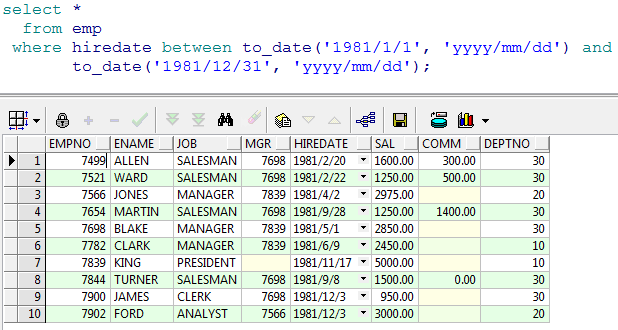 select *
from emp
where hiredate between to_date('1981/1/1', 'yyyy/mm/dd') and
to_date('1981/12/31', 'yyyy/mm/dd');
EMPNO ENAME JOB MGR HIREDATE SAL COMM DEPTNO
1 7499 ALLEN SALESMAN 7698 1981/2/20 1600.00 300.00 30
2 7521 WARD SALESMAN 7698 1981/2/22 1250.00 500.00 30
3 7566 JONES MANAGER 7839 1981/4/2 2975.00 20
4 7654 MARTIN SALESMAN 7698 1981/9/28 1250.00 1400.00 30
5 7698 BLAKE MANAGER 7839 1981/5/1 2850.00 30
6 7782 CLARK MANAGER 7839 1981/6/9 2450.00 10
7 7839 KING PRESIDENT 1981/11/17 5000.00 10
8 7844 TURNER SALESMAN 7698 1981/9/8 1500.00 0.00 30
9 7900 JAMES CLERK 7698 1981/12/3 950.00 30
10 7902 FORD ANALYST 7566 1981/12/3 3000.00 20